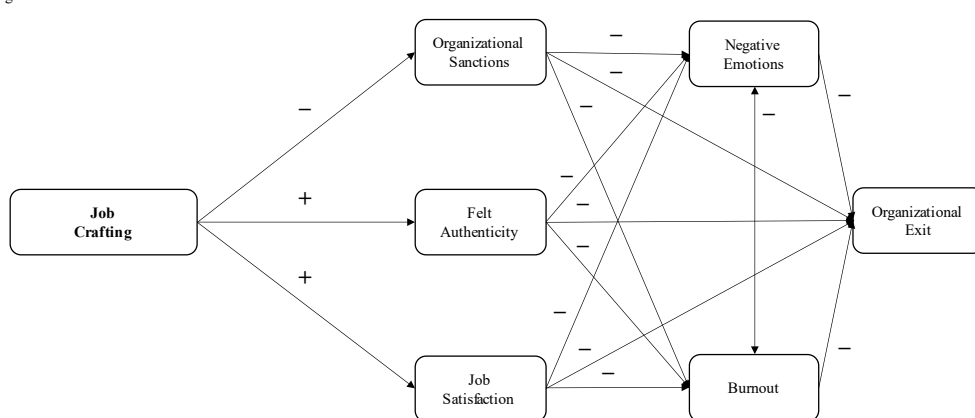 g
Organizational
Sanctions
Negative
Emotions
Job
Crafting
Felt
Authenticity
Organizational
Exit
Job
Satisfaction
Burnout
−
−
−
−
−
−
+
−
−
−
+
−
−
−
−